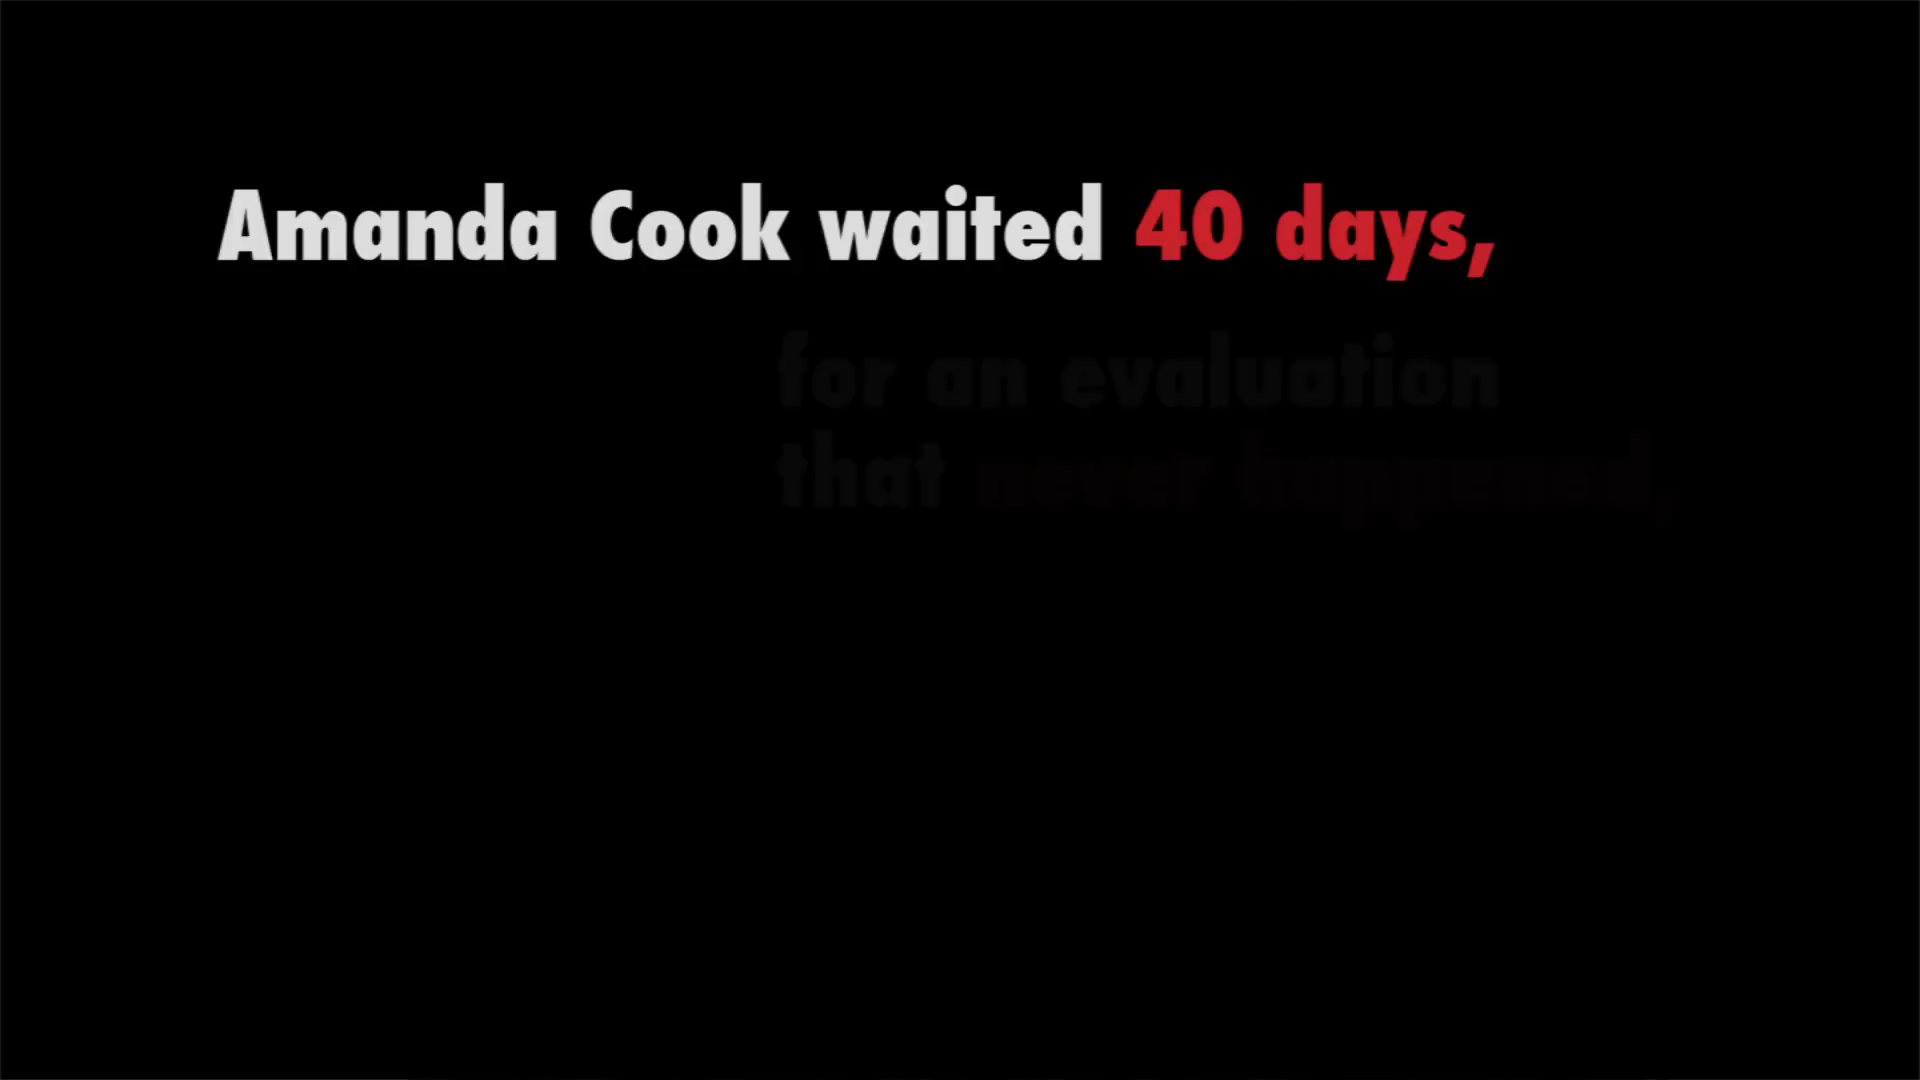 Amanda Cook waited 40 days,
for an evaluation
that never happened,